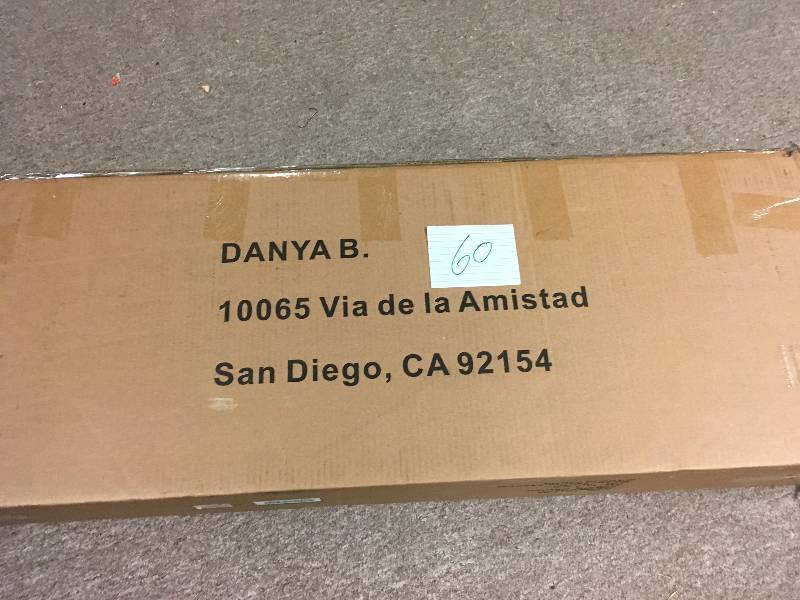 DANYA B.
60
10065 Via de la Amistad
San Diego, CA 92154